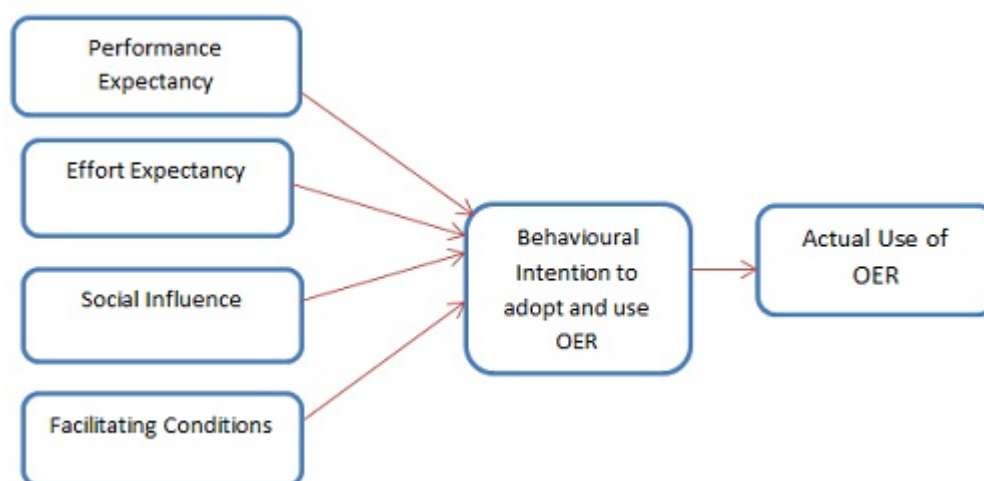 Performance
Expectancy
Effort Expectancy
Social Influence
Facilitating Conditions
Behavioural
Intention to
adopt and use
OER
Actual Use of
OER